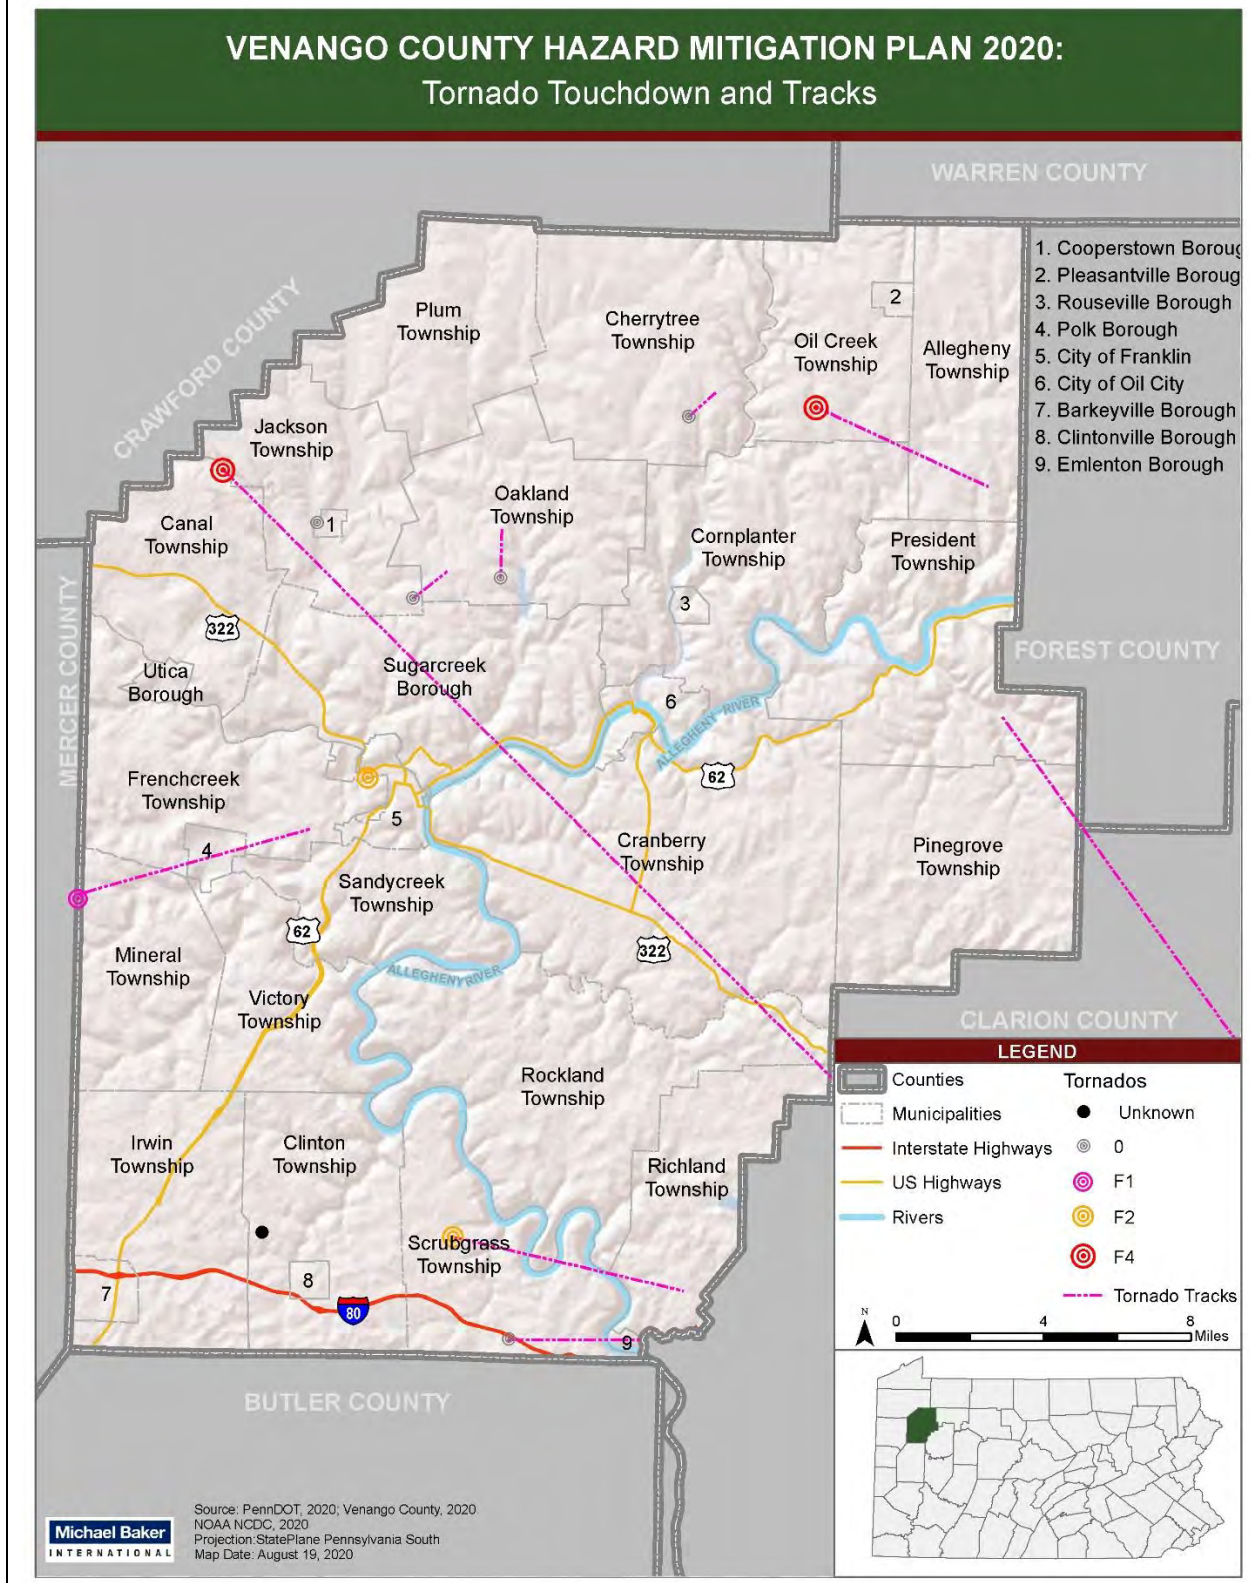 VENANGO COUNTY HAZARD MITIGATION PLAN 2020:
Tornado Touchdown and Tracks
WARREN COUNTY
CRAWFORD COUNTY
MERCER COUNTY
FOREST COUNTY
CLARION COUNTY
BUTLER COUNTY
1. Cooperstown Boroug
2. Pleasantville Boroug
3. Rouseville Borough
4. Polk Borough
5. City of Franklin
6. City of Oil City
7. Barkeyville Borough
8. Clintonville Borough
9. Emlenton Borough
Plum
Township
Cherrytree
Township
2
Oil Creek
Township
Allegheny
Township
Jackson
Township
Canal
Township
1
Oakland
Township
Cornplanter
Township
President
Township
322
3
Utica
Borough
Sugarcreek
Borough
6
ALLEGHENY RIVER
62
Frenchcreek
Township
5
4
Cranberry
Township
Pinegrove
Township
Sandycreek
Township
62
322
Mineral
Township
ALLEGHENY RIVER
Victory
Township
Rockland
Township
Irwin
Township
Clinton
Township
Richland
Township
Scrubgrass
Township
7
8
80
9
LEGEND
Counties
Municipalities
Interstate Highways
US Highways
Rivers
Tornados
Unknown
0
F1
F2
F4
Tornado Tracks
N
0 4 8
Miles
Michael Baker
INTERNATIONAL
Source: PennDOT, 2020; Venango County, 2020
NOAA NCDC, 2020
Projection:StatePlane Pennsylvania South
Map Date: August 19, 2020